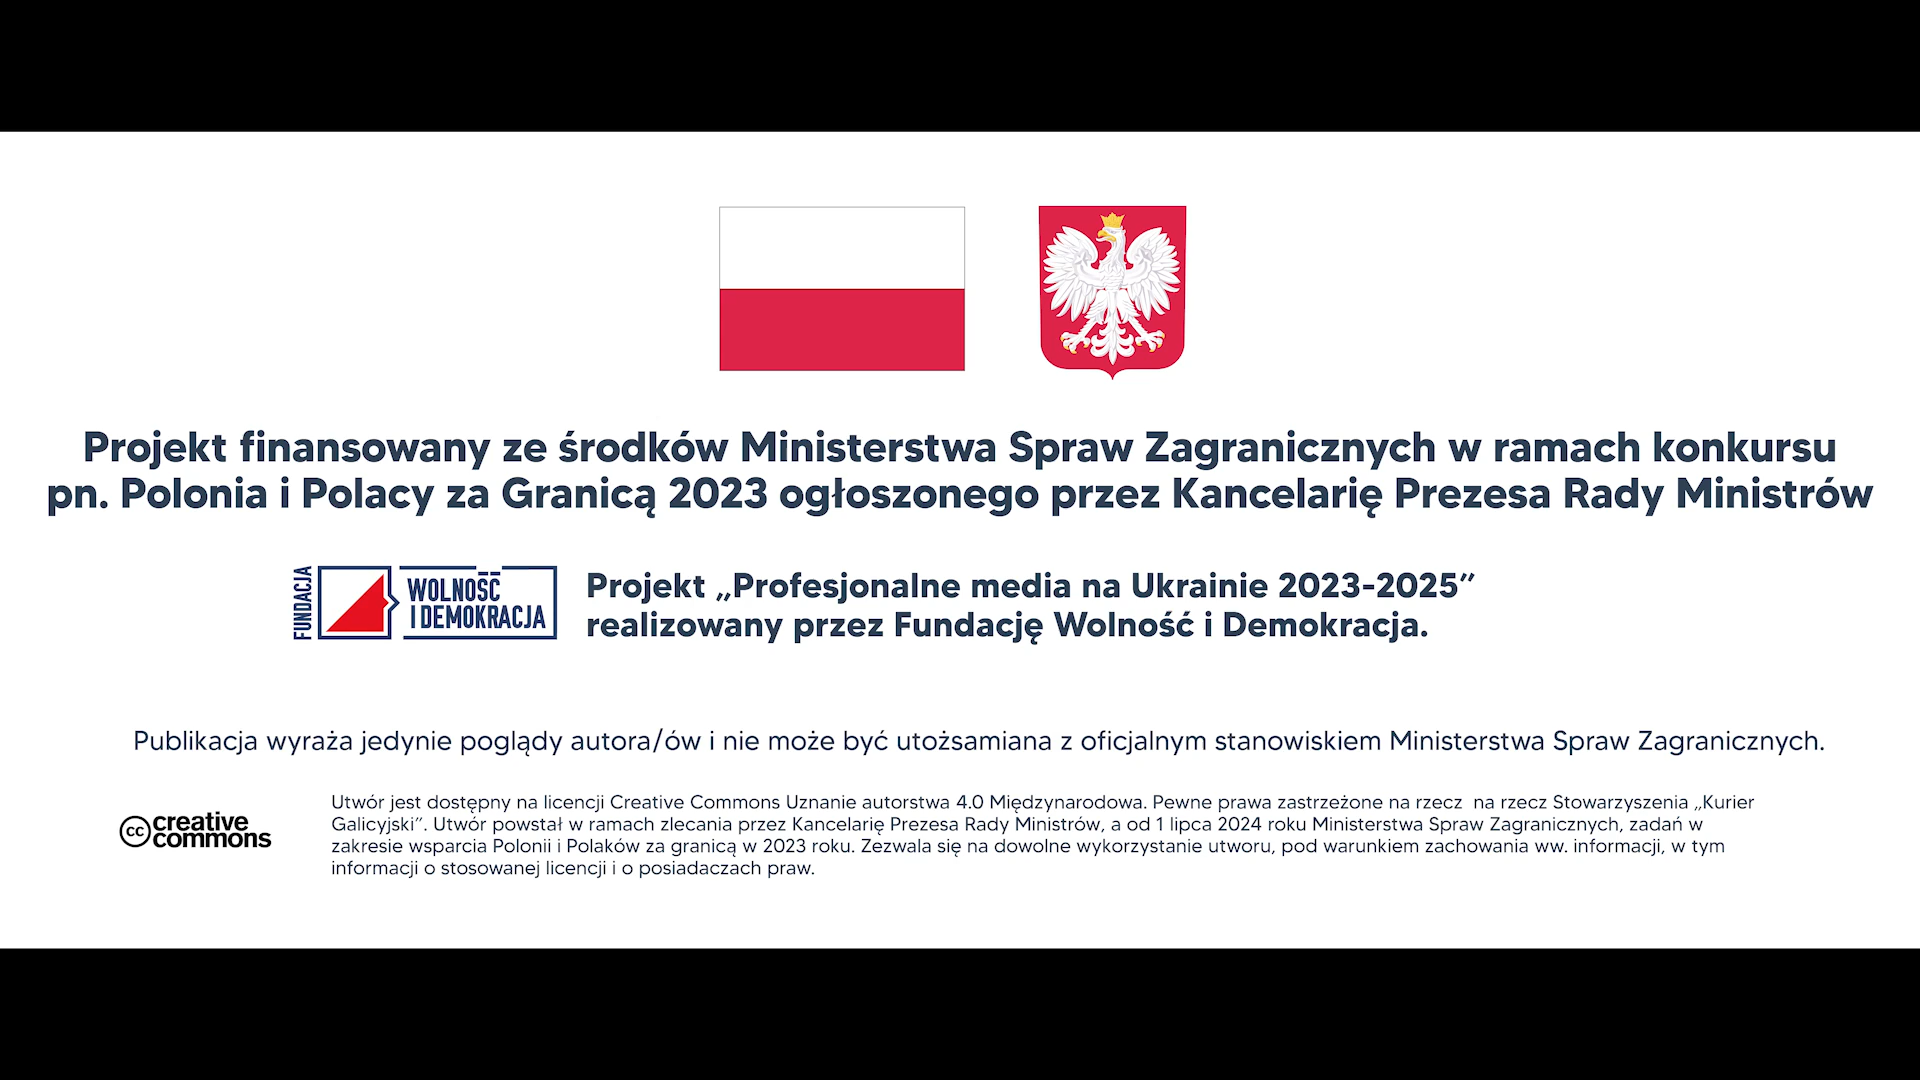 Projekt finansowany ze środków Ministerstwa Spraw Zagranicznych w ramach konkursu
pn. Polonia i Polacy za Granicą 2023 ogłoszonego przez Kancelarię Prezesa Rady Ministrów
FUNDACJA
WOLNOŚĆ
I DEMOKRACJA
Projekt „Profesjonalne media na Ukrainie 2023-2025”
realizowany przez Fundację Wolność i Demokracja.
Publikacja wyraża jedynie poglądy autora/ów i nie może być utożsamiana z oficjalnym stanowiskiem Ministerstwa Spraw Zagranicznych.
cc creative
commons
Utwór jest dostępny na licencji Creative Commons Uznanie autorstwa 4.0 Międzynarodowa. Pewne prawa zastrzeżone na rzecz  na rzecz Stowarzyszenia „Kurier
Galicyjski”. Utwór powstał w ramach zlecania przez Kancelarię Prezesa Rady Ministrów, a od 1 lipca 2024 roku Ministerstwa Spraw Zagranicznych, zadań w
zakresie wsparcia Polonii i Polaków za granicą w 2023 roku. Zezwala się na dowolne wykorzystanie utworu, pod warunkiem zachowania ww. informacji, w tym
informacji o stosowanej licencji i o posiadaczach praw.